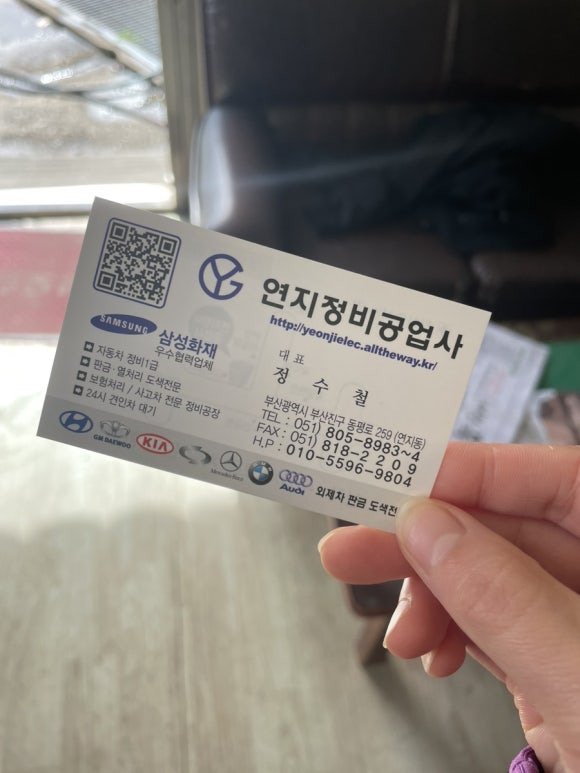 연지정비공업사
http://yeonjielec.alltheway.kr/
SAMSUNG 삼성화재
우수협력업체
자동차 정비1급
판금·열처리 도색전문
보험처리 / 사고차 전문 정비공장
24시 견인차 대기
대 표
정 수 철
부산광역시 부산진구 동평로 259 (연지동)
TEL : 051) 805-8983~4
FAX : 051) 818-2209
H.P : 010-5596-9804
GM DAEWOO
KIA
Mercedes-Benz
BMW
Audi
외제차 판금 도색전